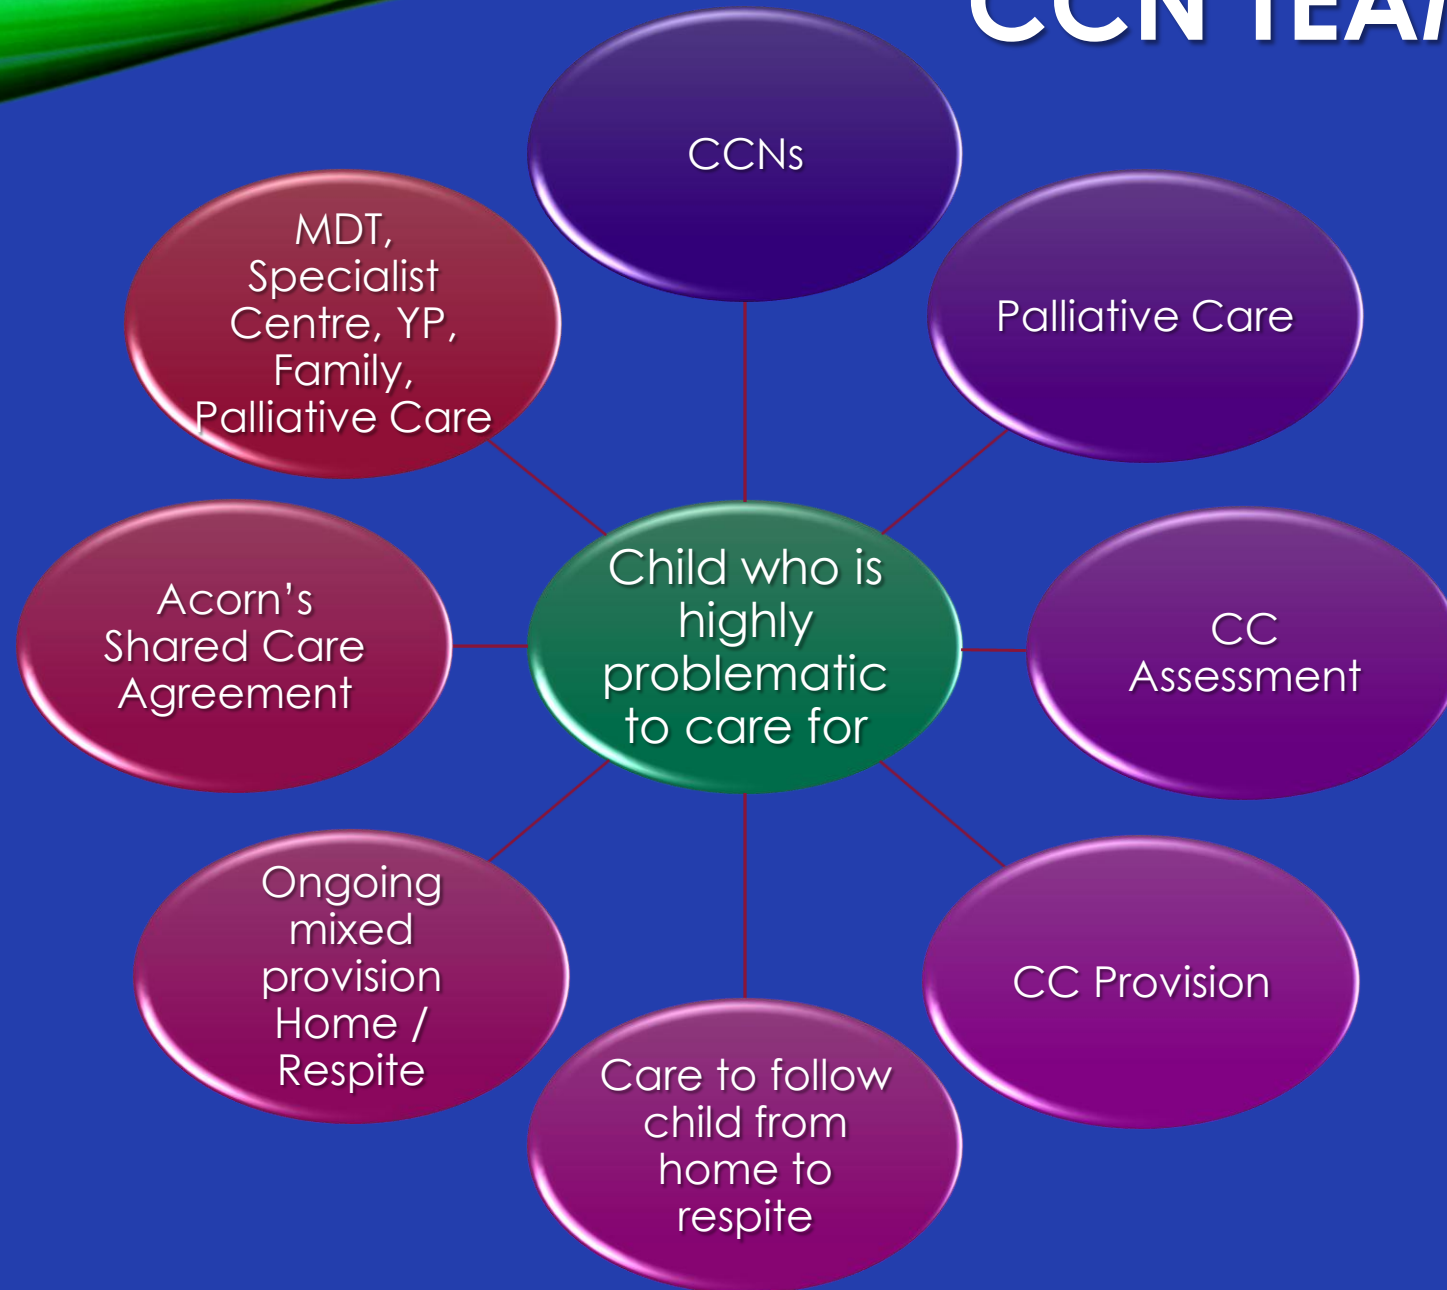 CCN TEAM
CCNs
Palliative Care
CC
Assessment
CC Provision
Care to follow
child from
home to
respite
Ongoing
mixed
provision
Home /
Respite
Acorn’s
Shared Care
Agreement
MDT,
Specialist
Centre, YP,
Family,
Palliative Care
Child who is
highly
problematic
to care for